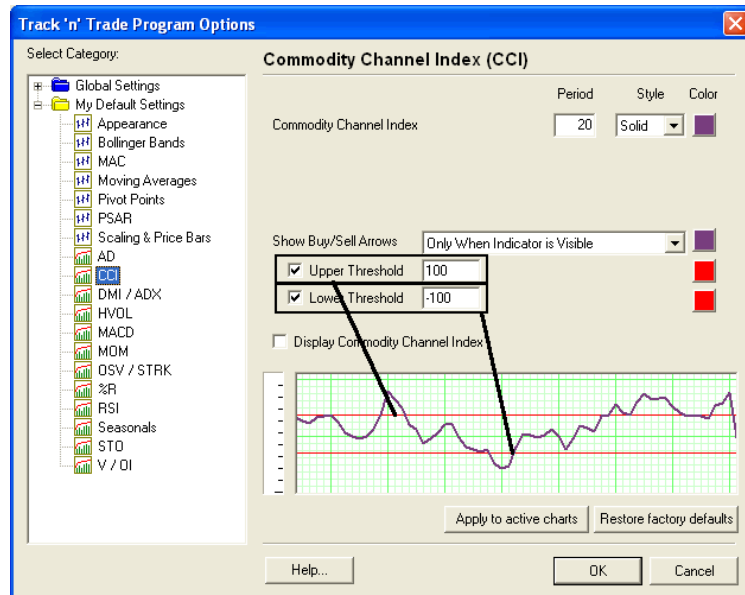 Track 'n' Trade Program Options
Select Category:
Global Settings
My Default Settings
Appearance
Bollinger Bands
MAC
Moving Averages
Pivot Points
PSAR
Scaling & Price Bars
AD
CCI
DMI / ADX
HVOL
MACD
MOM
OSV / STRK
%R
RSI
Seasonals
STO
V / OI
Commodity Channel Index (CCI)
Period Style Color
Commodity Channel Index 20 Solid
Show Buy/Sell Arrows Only When Indicator is Visible
Upper Threshold 100
Lower Threshold -100
Display Commodity Channel Index
Apply to active charts Restore factory defaults
Help... OK Cancel